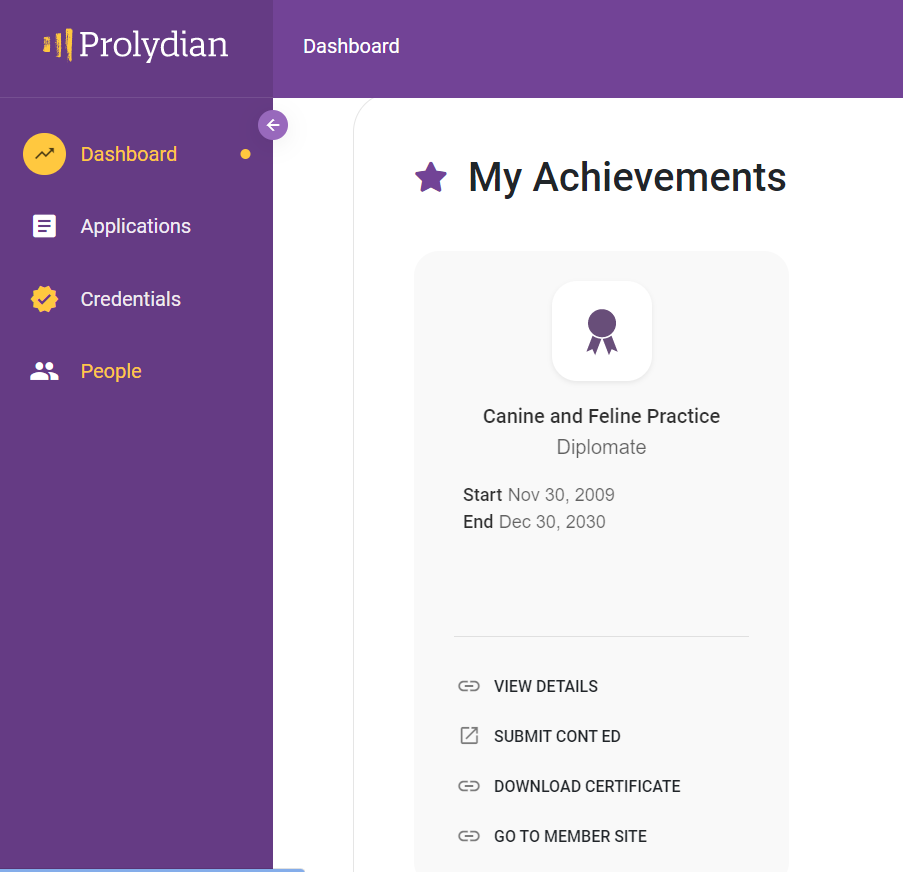 Prolydian
Dashboard
Dashboard
Applications
Credentials
People
My Achievements
Canine and Feline Practice
Diplomate
Start Nov 30, 2009
End Dec 30, 2030
VIEW DETAILS
SUBMIT CONT ED
DOWNLOAD CERTIFICATE
GO TO MEMBER SITE